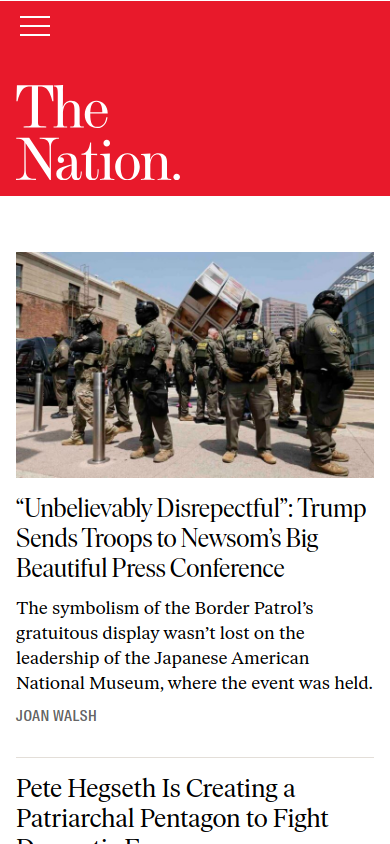 The
Nation.
“Unbelievably Disrepectful”: Trump
Sends Troops to Newsom’s Big
Beautiful Press Conference
The symbolism of the Border Patrol’s
gratuitous display wasn’t lost on the
leadership of the Japanese American
National Museum, where the event was held.
JOAN WALSH
Pete Hegseth Is Creating a
Patriarchal Pentagon to Fight